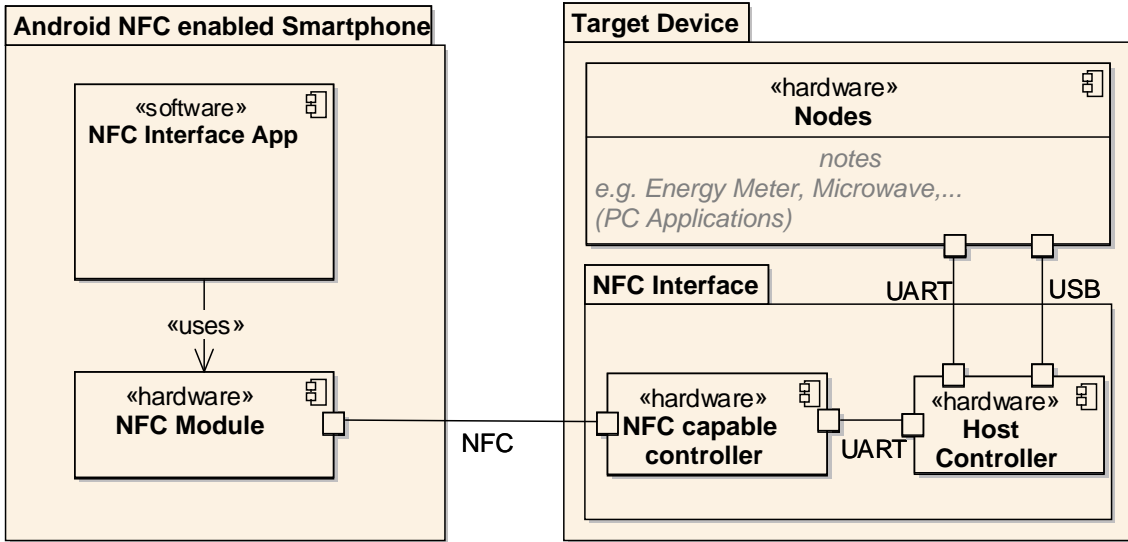 Android NFC enabled Smartphone
«software»
NFC Interface App
«uses»
«hardware»
NFC Module
NFC
Target Device
«hardware»
Nodes
notes
e.g. Energy Meter, Microwave,...
(PC Applications)
NFC Interface
UART
USB
«hardware»
NFC capable
controller
UART
«hardware»
Host
Controller